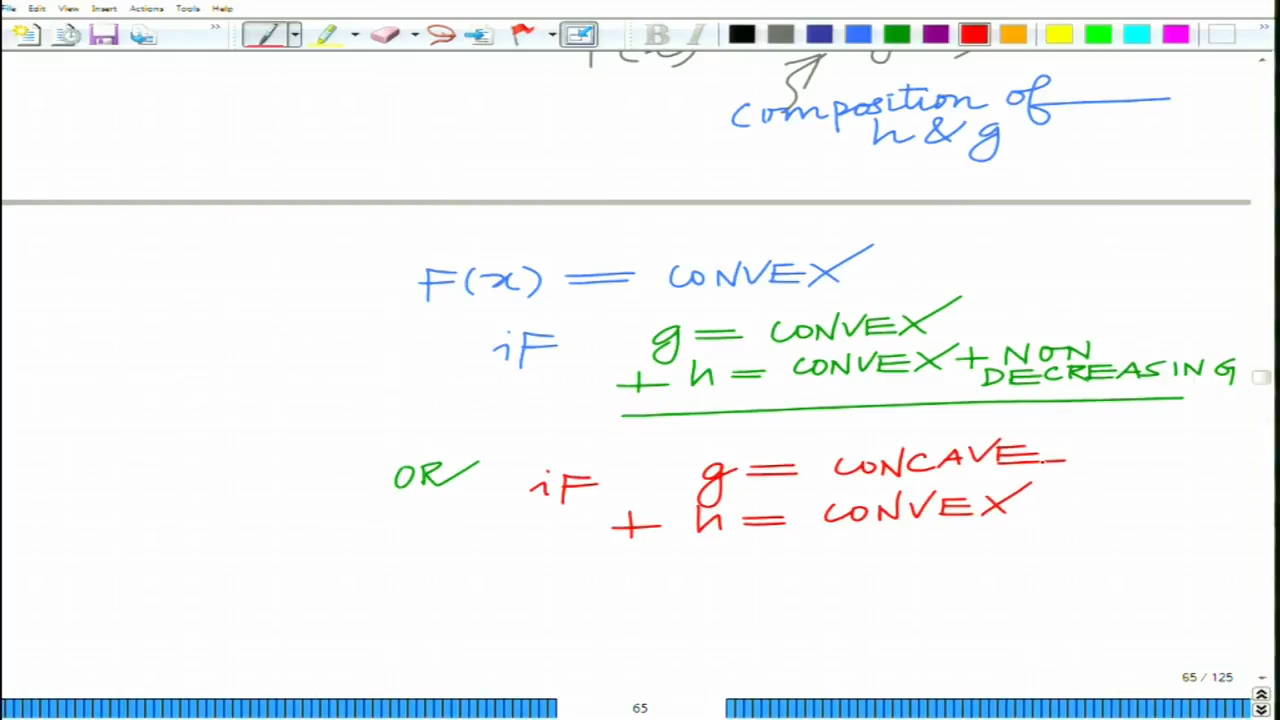 File Edit View Insert Actions Tools Help
B I
composition of
h & g
F(x) = CONVEX
iF g = CONVEX
+ h = CONVEX + NON DECREASING
OR iF g = CONCAVE
+ h = CONVEX
65 / 125
65